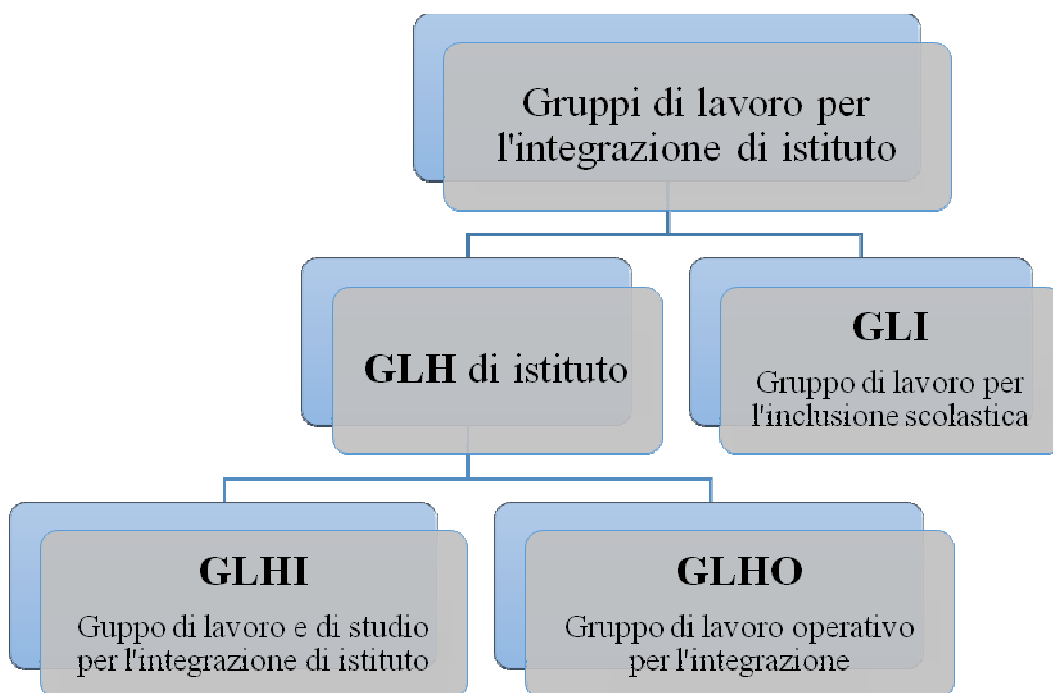 Gruppi di lavoro per
l'integrazione di istituto
GLH di istituto
GLI
Gruppo di lavoro per
l'inclusione scolastica
GLHI
Guppo di lavoro e di studio
per l'integrazione di istituto
GLHO
Gruppo di lavoro operativo
per l'integrazione